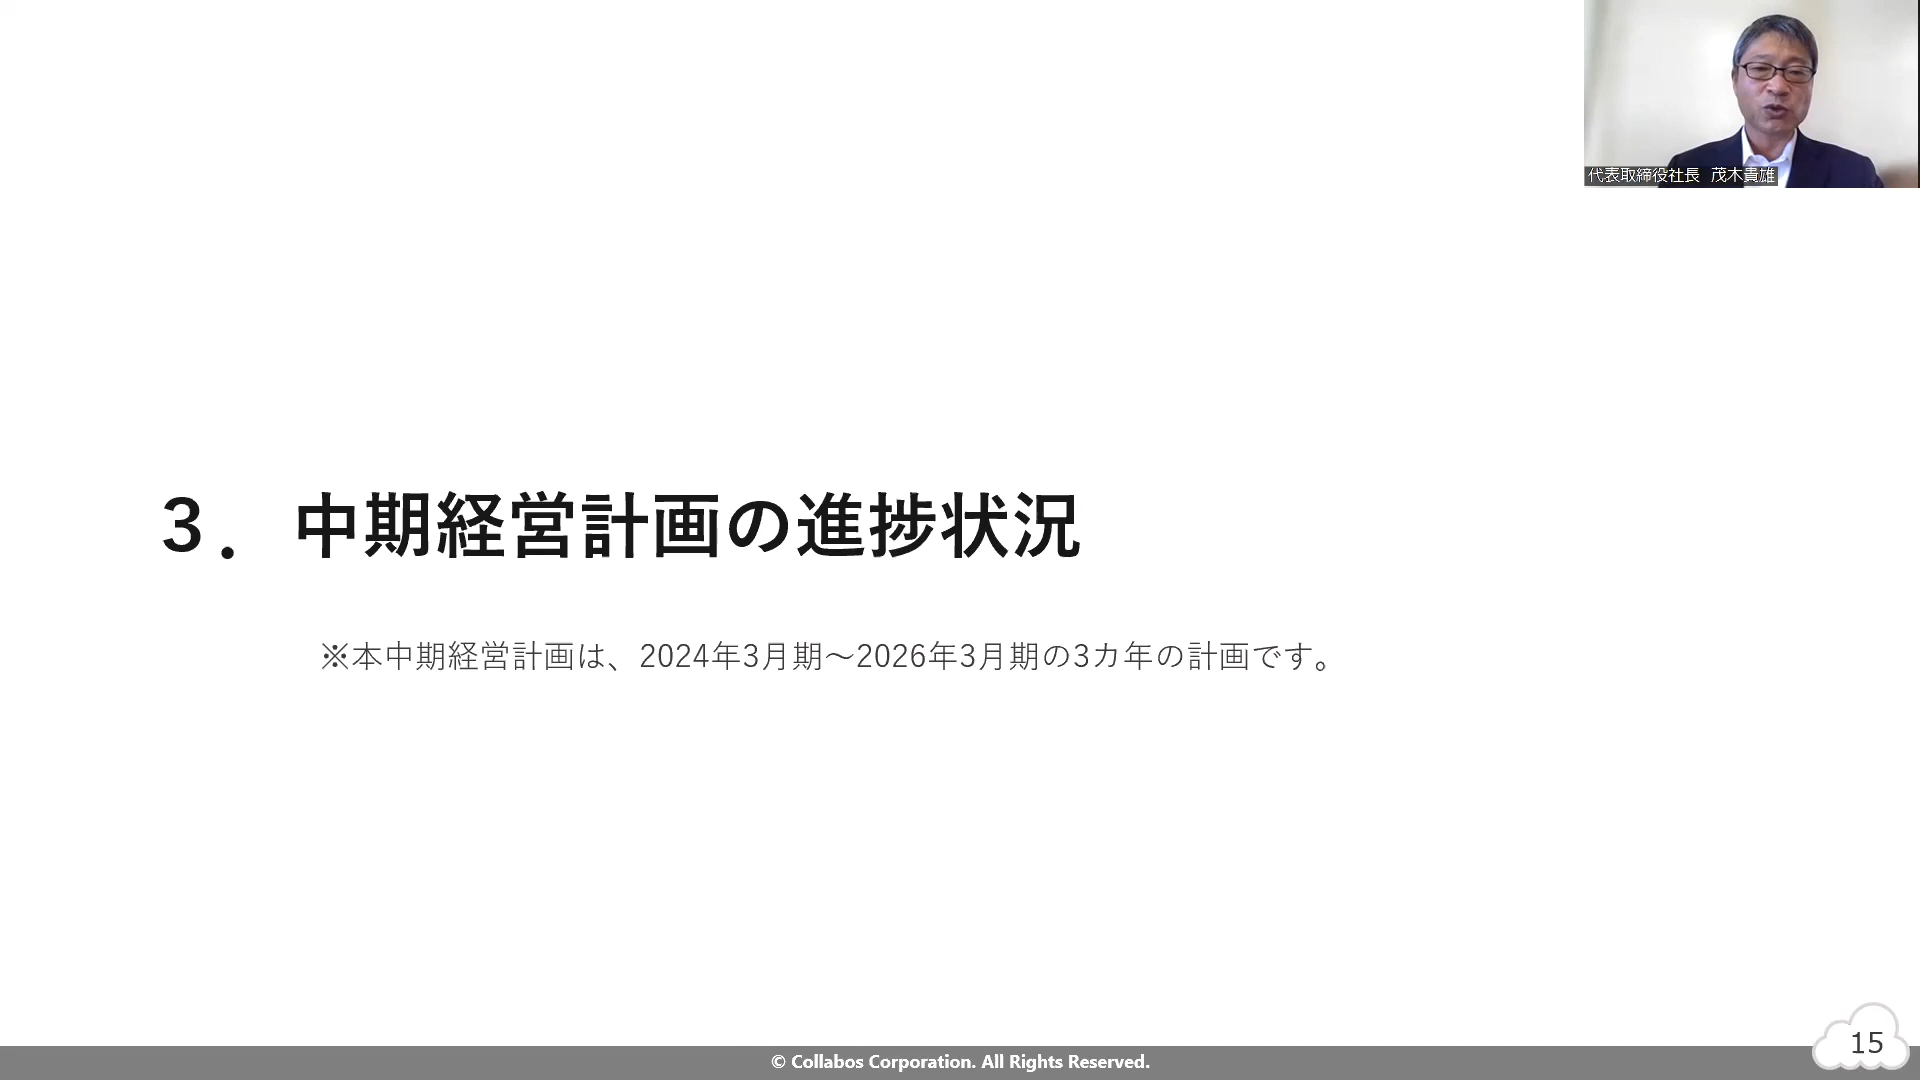 代表取締役社長 茂木貴雄
３．中期経営計画の進捗状況
※本中期経営計画は、2024年3月期～2026年3月期の3カ年の計画です。
15
© Collabos Corporation. All Rights Reserved.